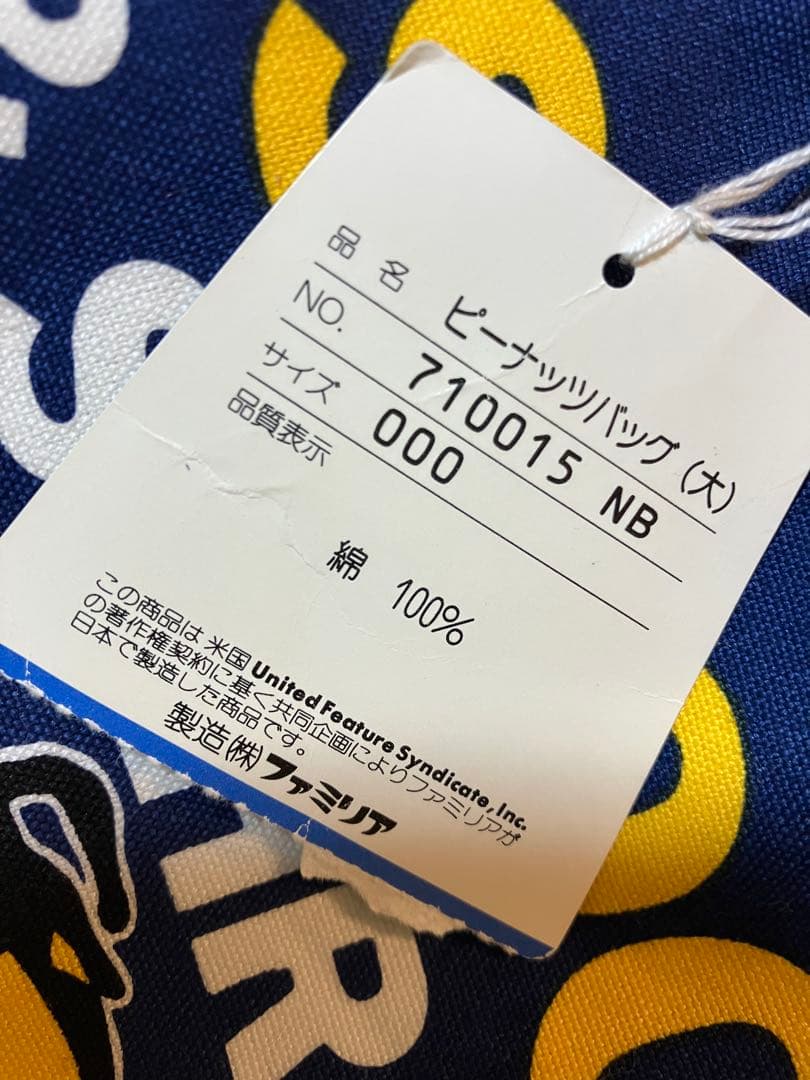 品 名 ピーナッツバッグ(大)
NO. 710015 NB
サイズ 000
品質表示
綿 100%
この商品は 米国 United Feature Syndicate, Inc.
の著作権契約に基く共同企画によりファミリアが
日本で製造した商品です。
製造(株)ファミリア